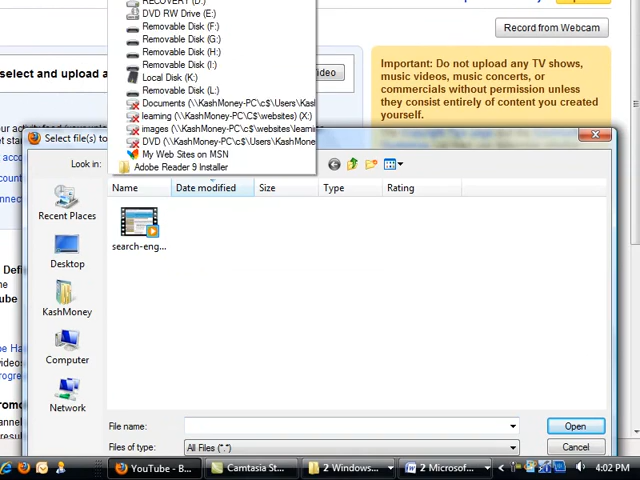 RECOVERY (D:)
DVD RW Drive (E:)
Removable Disk (F:)
Removable Disk (G:)
Removable Disk (H:)
Removable Disk (I:)
Local Disk (K:)
Removable Disk (L:)
Documents (\\KashMoney-PC\c$\Users\Kash
learning (\\KashMoney-PC\C$\websites) (X:)
images (\\KashMoney-PC\c$\websites\learni
DVD (\\KashMoney-PC\c$\Users\KashMone
My Web Sites on MSN
Adobe Reader 9 Installer
Record from Webcam
select and upload a
ideo
Important: Do not upload any TV shows,
music videos, music concerts, or
commercials without permission unless
they consist entirely of content you created
yourself.
Select file(s) to
Look in:
Name
Date modified
Size
Type
Rating
Recent Places
Desktop
KashMoney
Computer
Network
search-eng...
File name:
Open
Files of type:
All Files (*.*)
Cancel
YouTube - B...
Camtasia St...
2 Windows...
2 Microsof...
4:02 PM